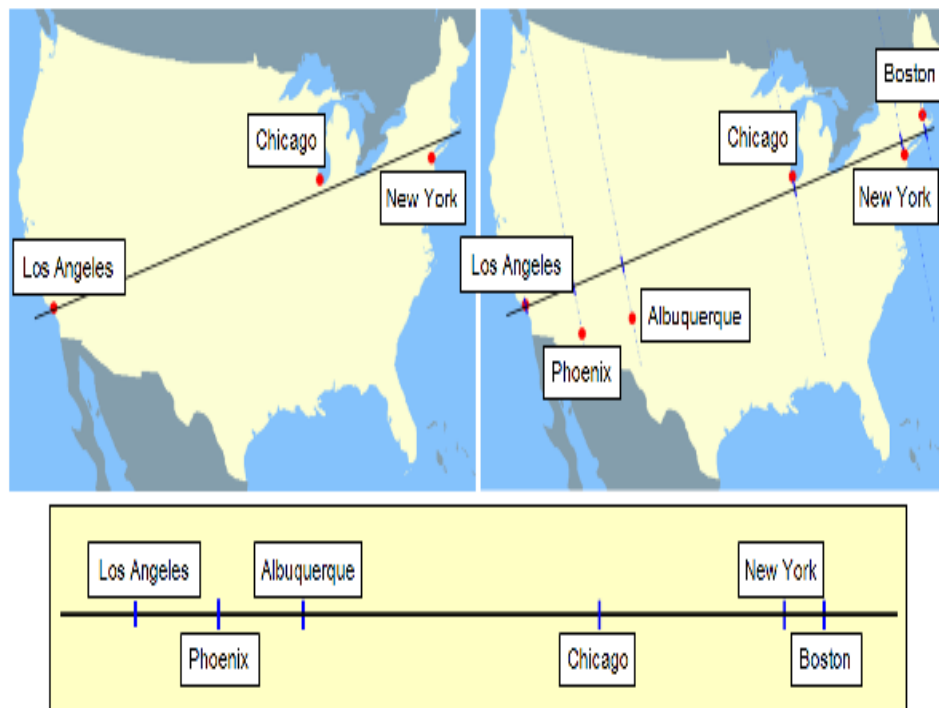 Chicago
New York
Los Angeles
Boston
Chicago
New York
Los Angeles
Albuquerque
Phoenix
Los Angeles
Albuquerque
New York
Phoenix
Chicago
Boston